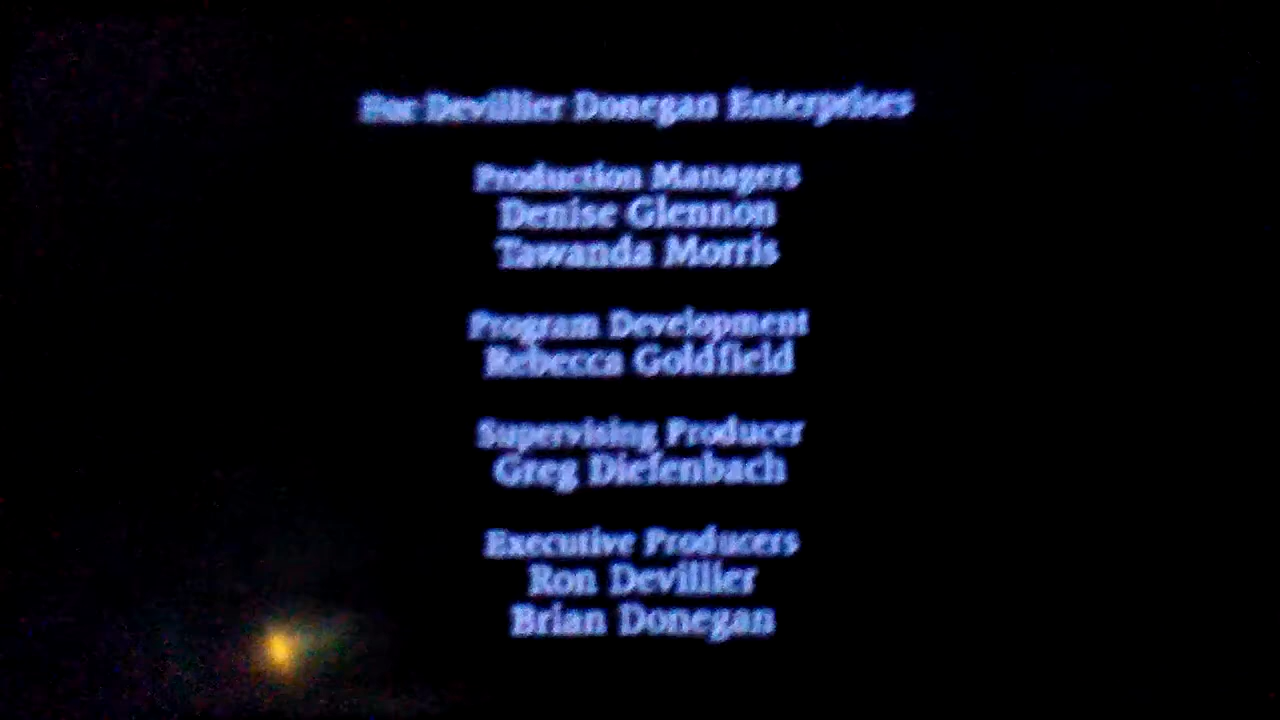 For Devillier Donegan Enterprises
Production Managers
Denise Glennon
Tawanda Morris
Program Development
Rebecca Goldfield
Supervising Producer
Greg Diefenbach
Executive Producers
Ron Devillier
Brian Donegan